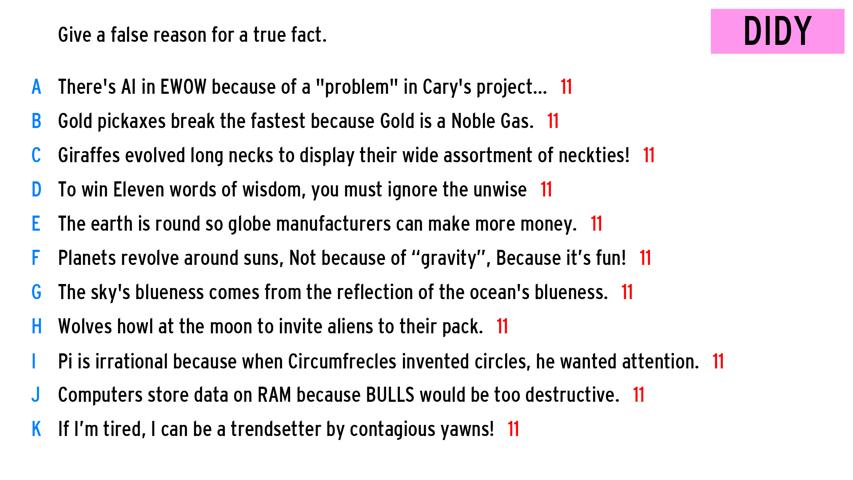 Give a false reason for a true fact.
DIDY
A There's AI in EWOW because of a "problem" in Cary's project... 11
B Gold pickaxes break the fastest because Gold is a Noble Gas. 11
C Giraffes evolved long necks to display their wide assortment of neckties! 11
D To win Eleven words of wisdom, you must ignore the unwise 11
E The earth is round so globe manufacturers can make more money. 11
F Planets revolve around suns, Not because of “gravity”, Because it’s fun! 11
G The sky's blueness comes from the reflection of the ocean's blueness. 11
H Wolves howl at the moon to invite aliens to their pack. 11
I Pi is irrational because when Circumfrecles invented circles, he wanted attention. 11
J Computers store data on RAM because BULLS would be too destructive. 11
K If I’m tired, I can be a trendsetter by contagious yawns! 11